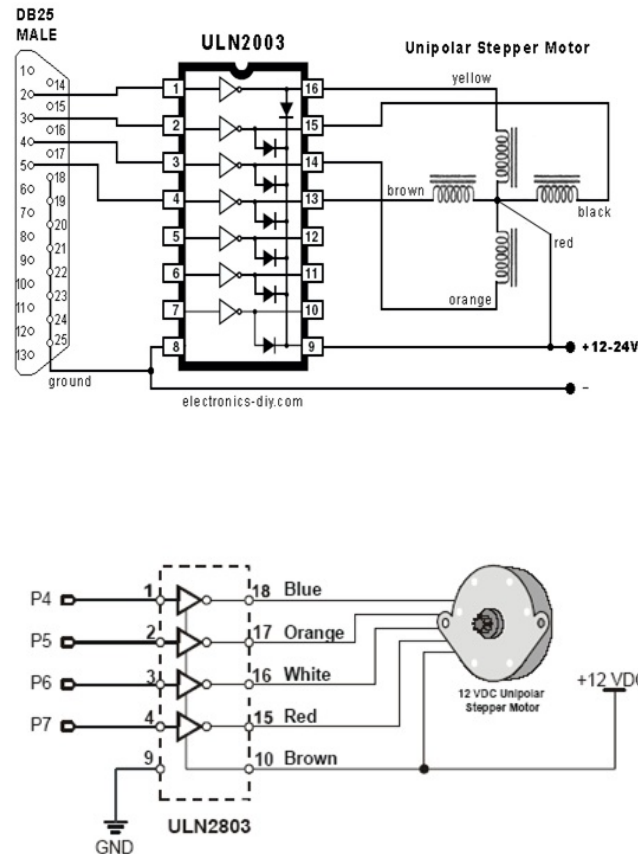 DB25
MALE
ULN2003
Unipolar Stepper Motor
1
2
3
4
5
6
7
8
9
10
11
12
13
14
15
16
17
18
19
20
21
22
23
24
25
1
2
3
4
5
6
7
8
16
15
14
13
12
11
10
9
yellow
brown
black
red
orange
+12-24V
-
ground
electronics-diy.com
P4
1
18 Blue
P5
2
17 Orange
P6
3
16 White
P7
4
15 Red
9
10 Brown
12 VDC Unipolar
Stepper Motor
+12 VDC
ULN2803
GND